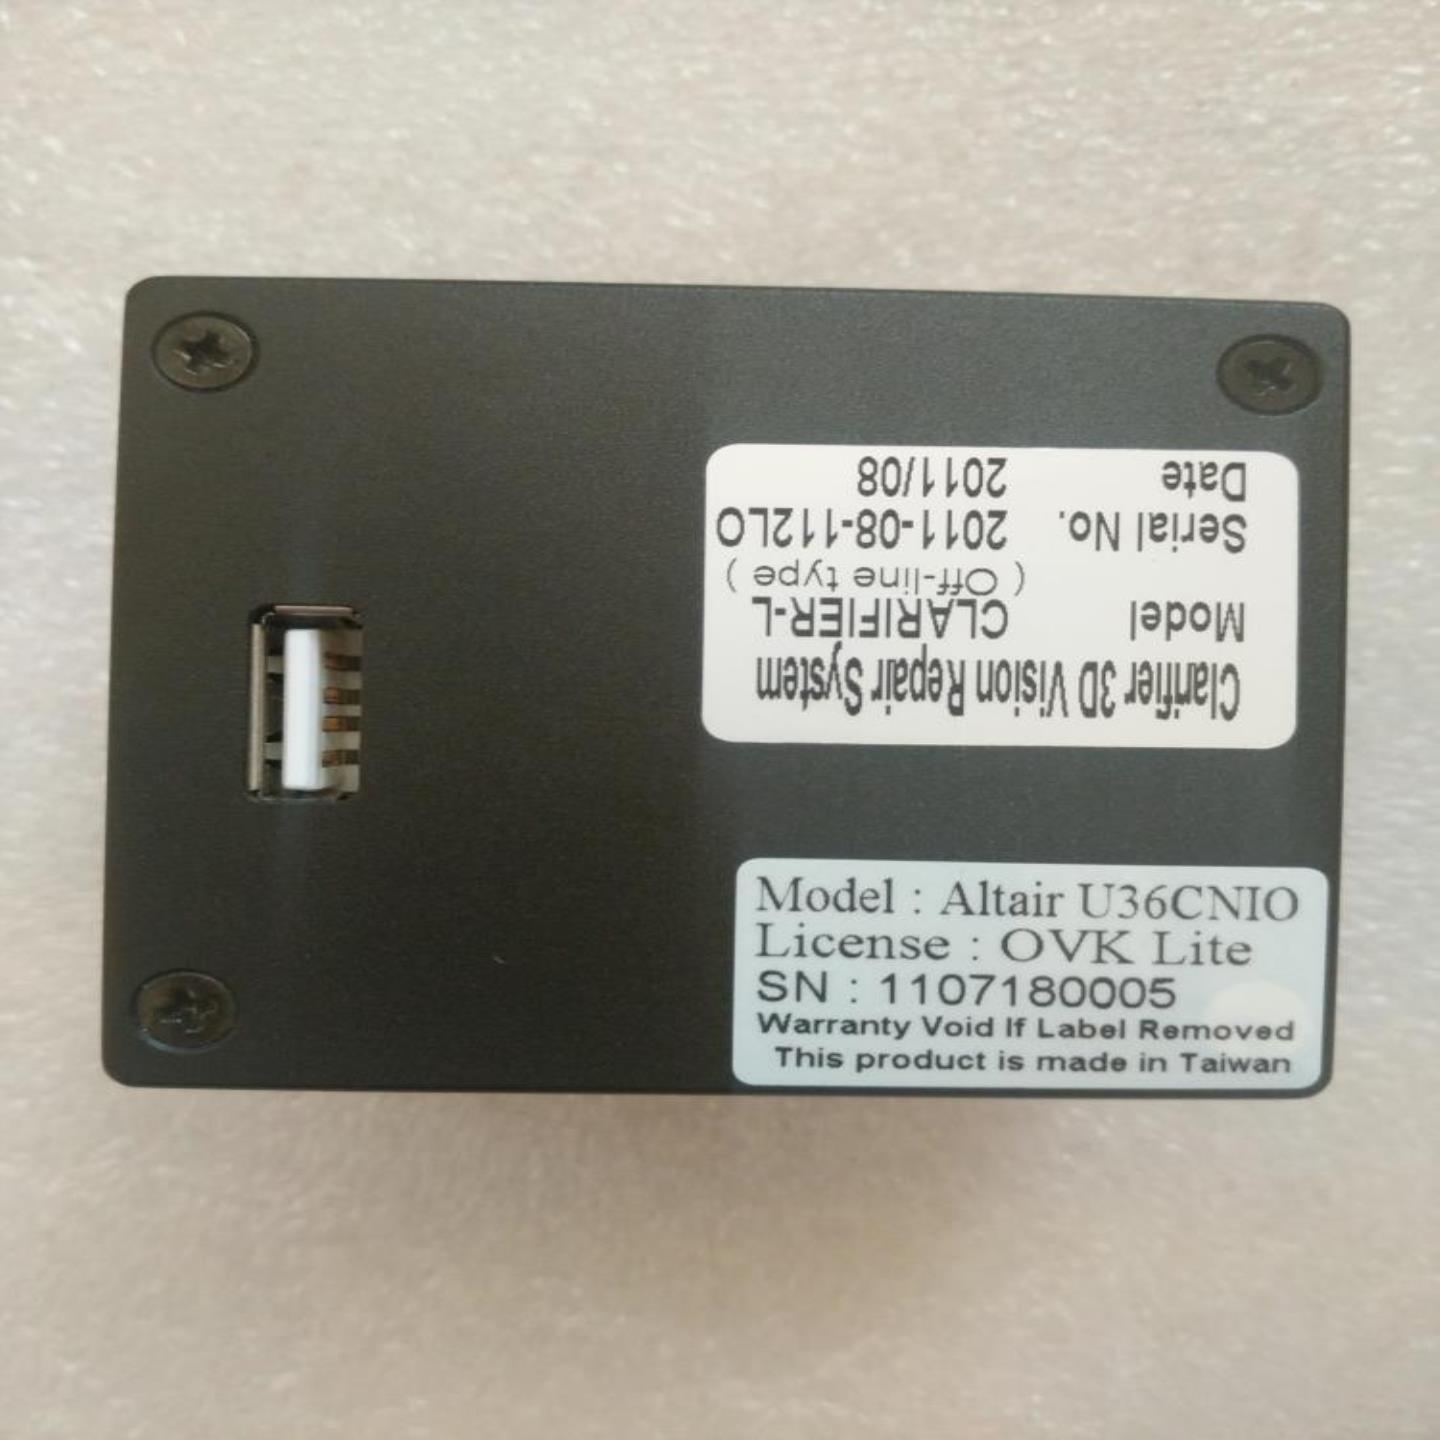 Clarifier 3D Vision Repair System
Model CLARIFIER-L
( Off-line type )
Serial No. 2011-08-112LO
Date 2011/08
Model : Altair U36CNIO
License : OVK Lite
SN : 1107180005
Warranty Void If Label Removed
This product is made in Taiwan